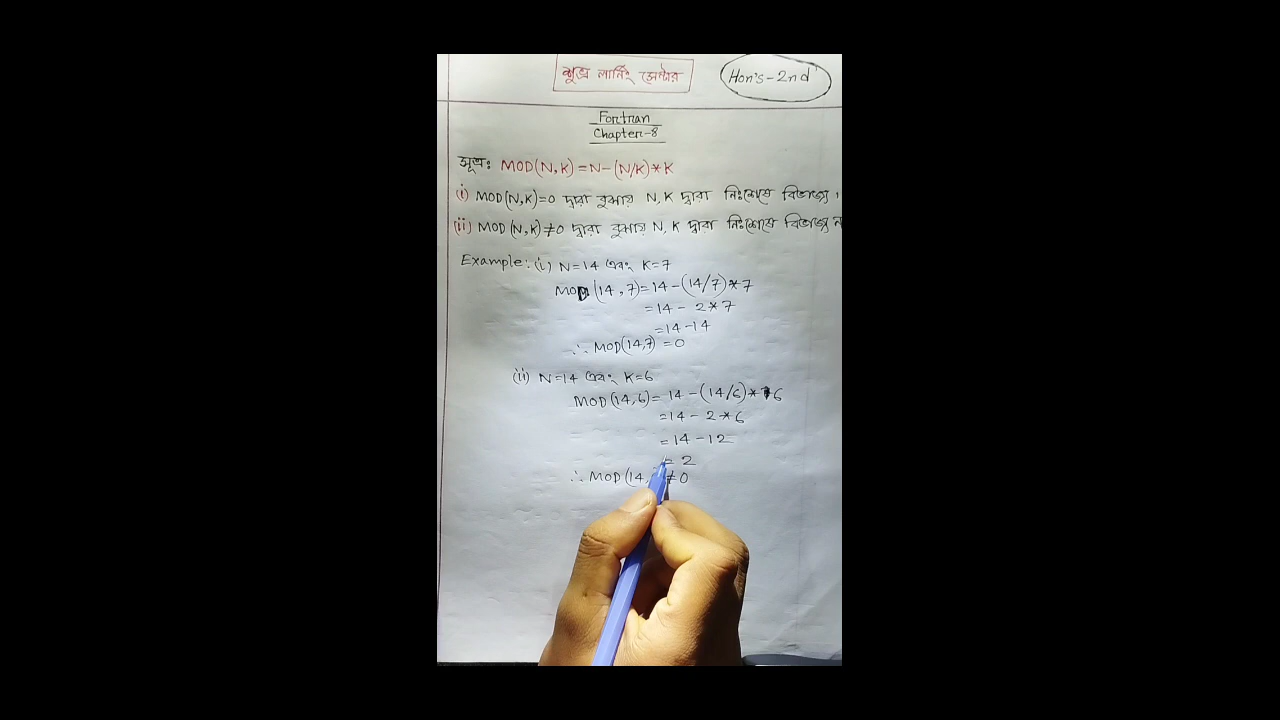 শুভ্র লার্নিং সেন্টার
Hon's-2nd
Fortran
Chapter-8
সূত্র: MOD(N,K)=N-(N/K)*K
(i) MOD(N,K)=0 দ্বারা বুঝায় N, K দ্বারা নিঃশেষে বিভাজ্য।
(ii) MOD(N,K)≠0 দ্বারা বুঝায় N, K দ্বারা নিঃশেষে বিভাজ্য ন
Example: (i) N=14 এবং K=7
MOD(14,7)=14-(14/7)*7
=14- 2*7
=14-14
∴ MOD(14,7) =0
(ii) N=14 এবং K=6
MOD(14,6)= 14-(14/6)*6
=14- 2*6
= 14-12
= 2
∴ MOD(14, ≠0